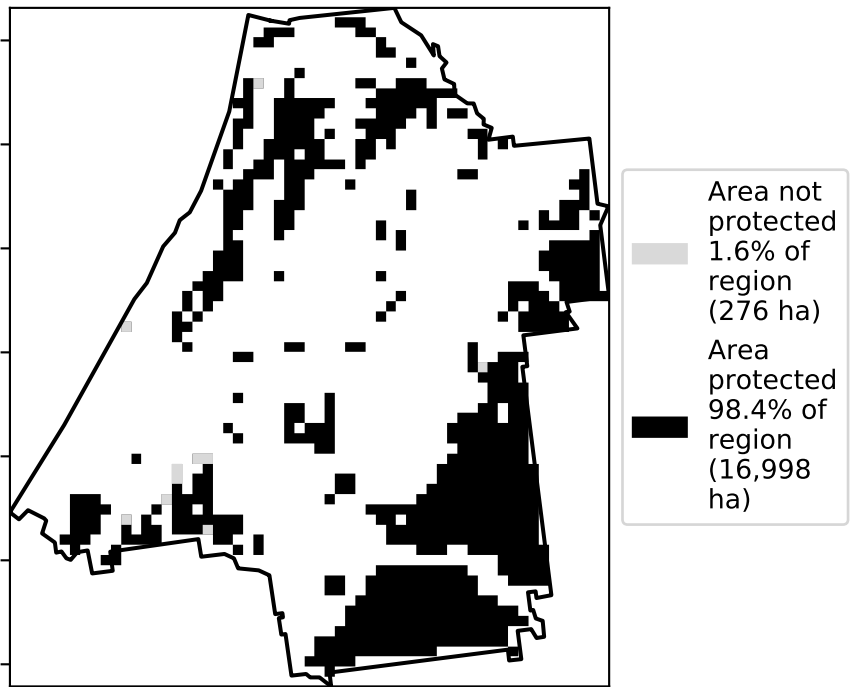 Area not
protected
1.6% of
region
(276 ha)
Area
protected
98.4% of
region
(16,998
ha)